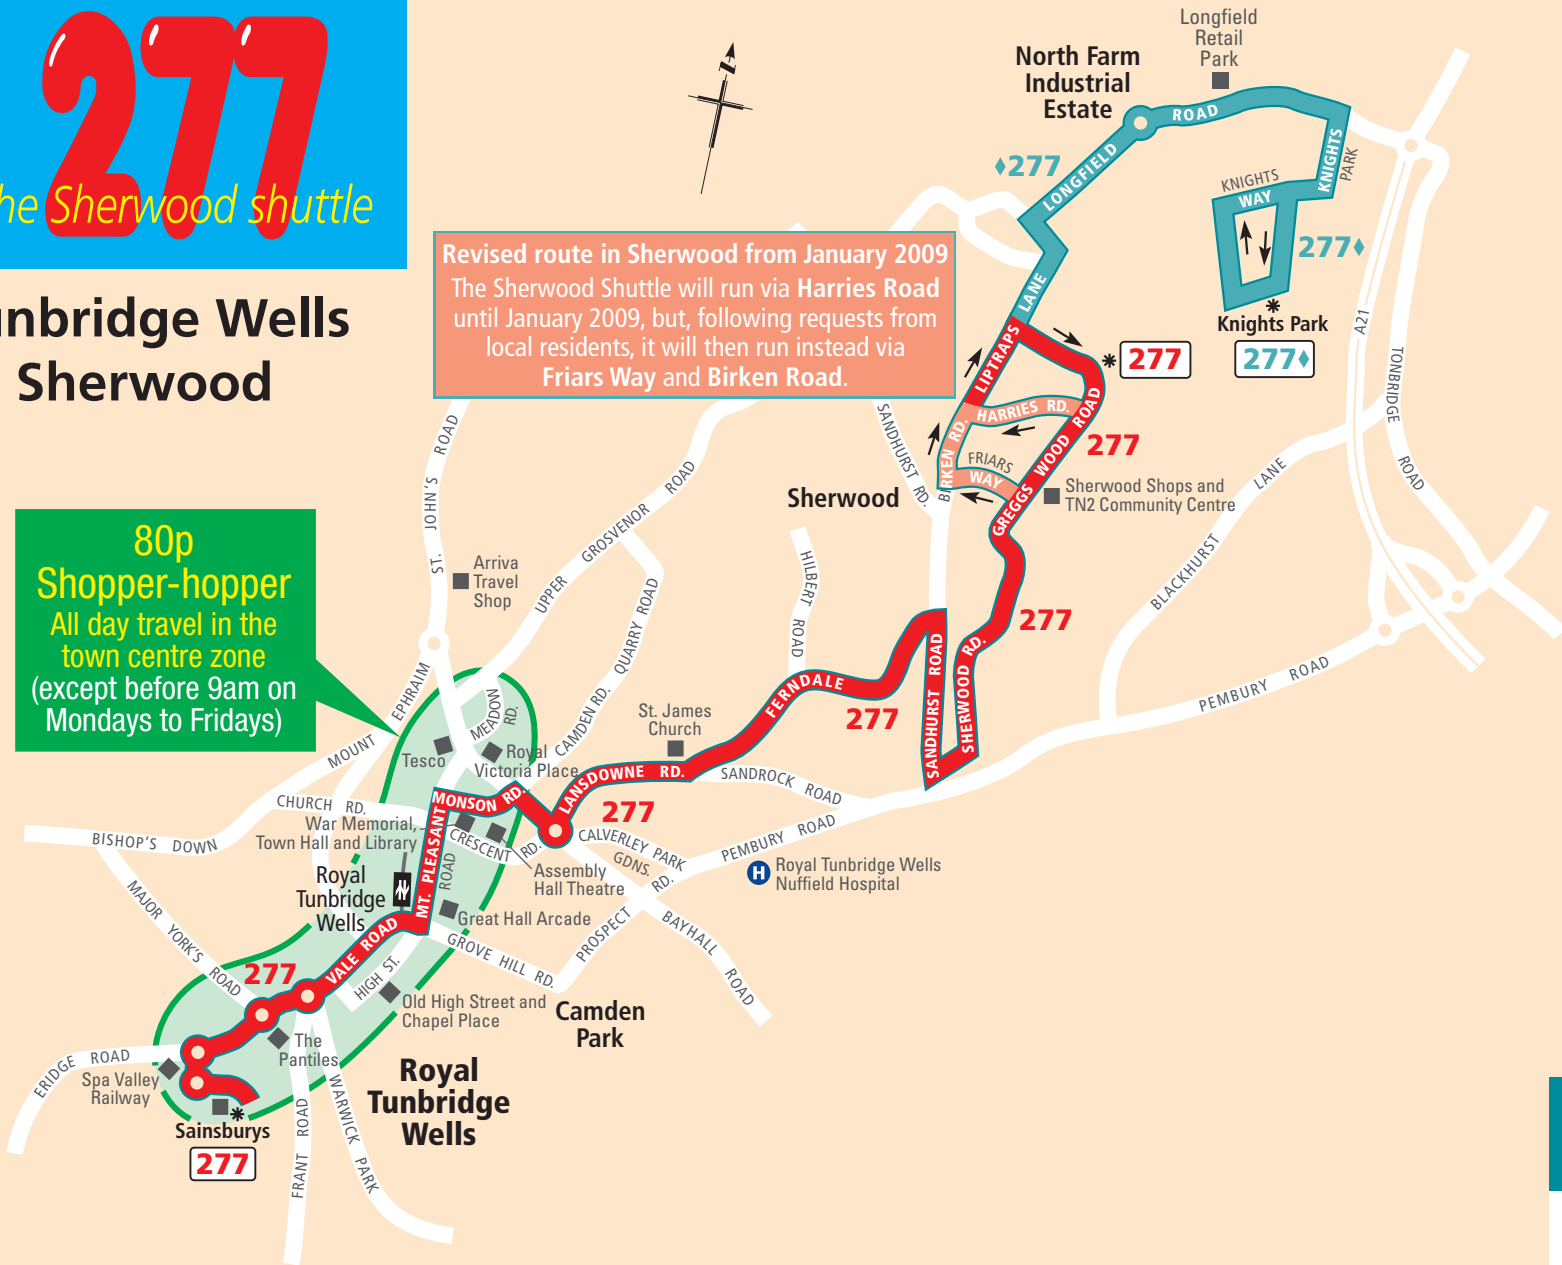 277
he Sherwood shuttle
unbridge Wells
Sherwood
Revised route in Sherwood from January 2009
The Sherwood Shuttle will run via Harries Road
until January 2009, but, following requests from
local residents, it will then run instead via
Friars Way and Birken Road.
80p
Shopper-hopper
All day travel in the
town centre zone
(except before 9am on
Mondays to Fridays)
N
Longfield
Retail
Park
North Farm
Industrial
Estate
♦277
LONGFIELD
ROAD
KNIGHTS
PARK
KNIGHTS
WAY
277♦
Knights Park
277♦
A21
TONBRIDGE
ROAD
LANE
LIPTRAPS
277
HARRIES RD.
BIRKEN RD.
FRIARS
WAY
GREGGS WOOD ROAD
277
Sherwood Shops and
TN2 Community Centre
SANDHURST RD.
Sherwood
BLACKHURST
LANE
PEMBURY ROAD
277
SHERWOOD RD.
SANDHURST ROAD
277
FERNDALE
HILBERT
ROAD
ST. JOHN'S ROAD
Arriva
Travel
Shop
UPPER GROSVENOR ROAD
QUARRY ROAD
CAMDEN RD.
MEADOW
RD.
MOUNT EPHRAIM
Tesco
Royal
Victoria Place
St. James
Church
LANSDOWNE RD.
277
SANDROCK ROAD
PEMBURY ROAD
CALVERLEY PARK
GDNS.
MONSON RD.
CHURCH RD.
War Memorial,
Town Hall and Library
CRESCENT RD.
Assembly
Hall Theatre
MT. PLEASANT
ROAD
Royal
Tunbridge
Wells
Great Hall Arcade
H
Royal Tunbridge Wells
Nuffield Hospital
PROSPECT RD.
BAYHALL ROAD
GROVE HILL RD.
Camden
Park
BISHOP'S DOWN
MAJOR YORK'S ROAD
277
VALE ROAD
HIGH ST.
Old High Street and
Chapel Place
The
Pantiles
ERIDGE ROAD
Spa Valley
Railway
Sainsburys
277
Royal
Tunbridge
Wells
FRANT ROAD
WARWICK PARK